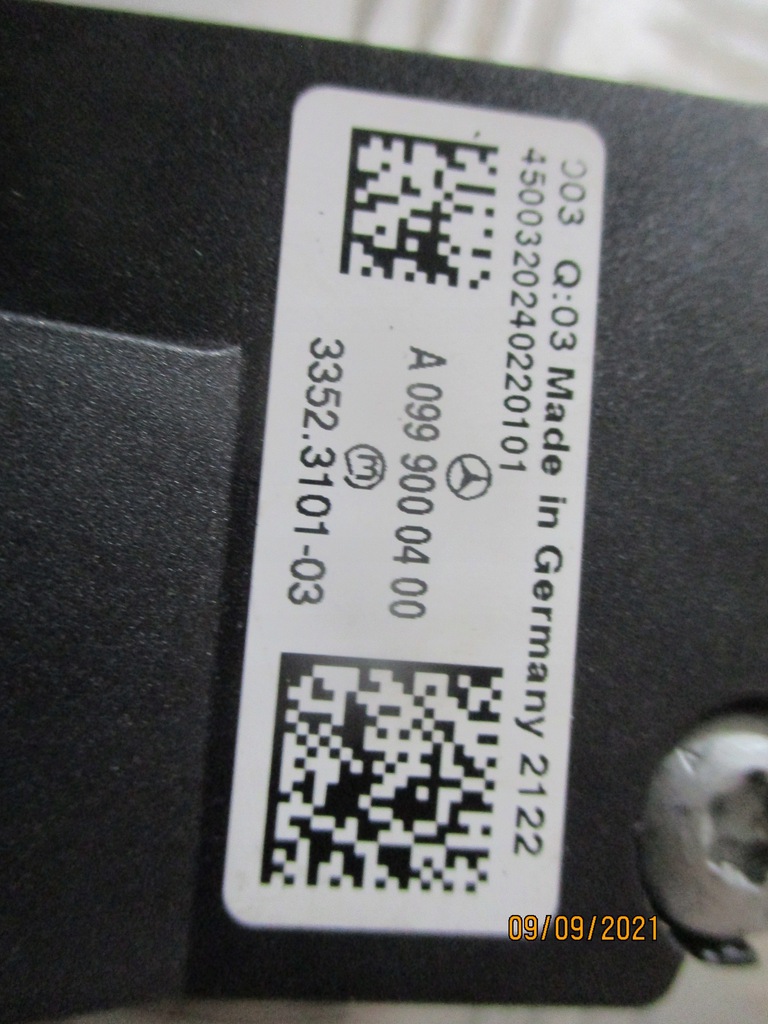 003 Q:03 Made in Germany 2122
4500320240220101
A 099 900 04 00
m
3352.3101-03
09/09/2021